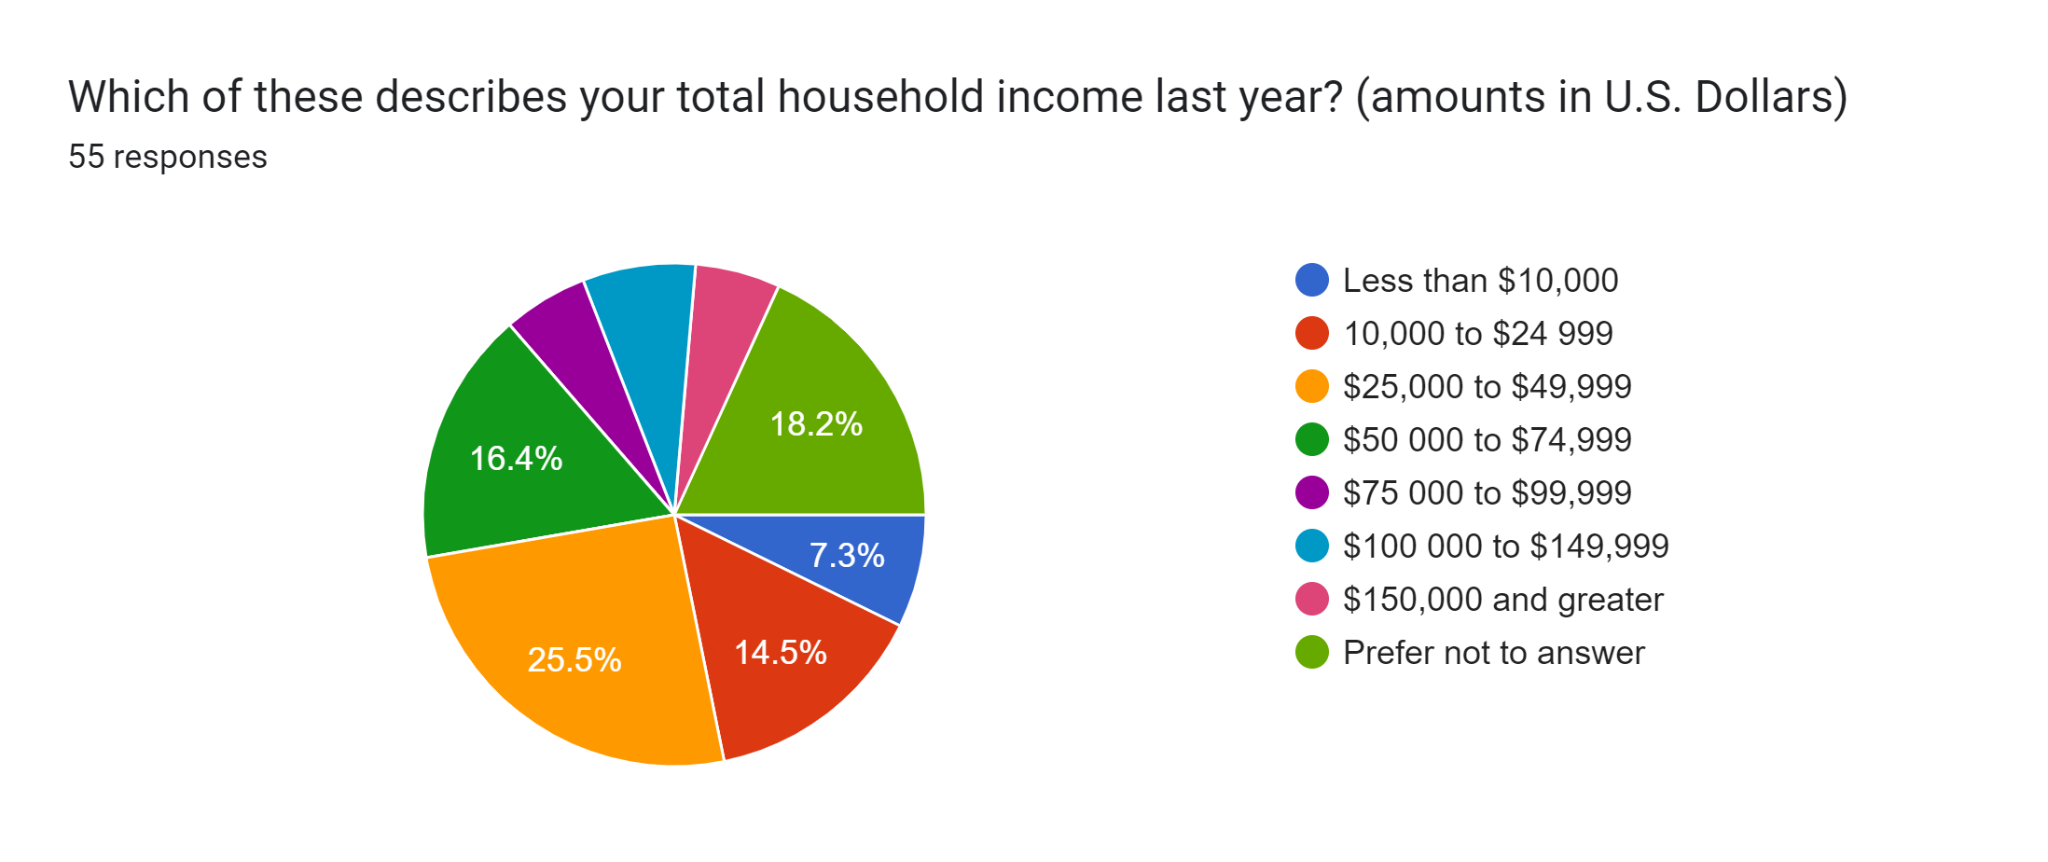 Which of these describes your total household income last year? (amounts in U.S. Dollars)
55 responses
18.2%
16.4%
7.3%
14.5%
25.5%
Less than $10,000
10,000 to $24 999
$25,000 to $49,999
$50 000 to $74,999
$75 000 to $99,999
$100 000 to $149,999
$150,000 and greater
Prefer not to answer